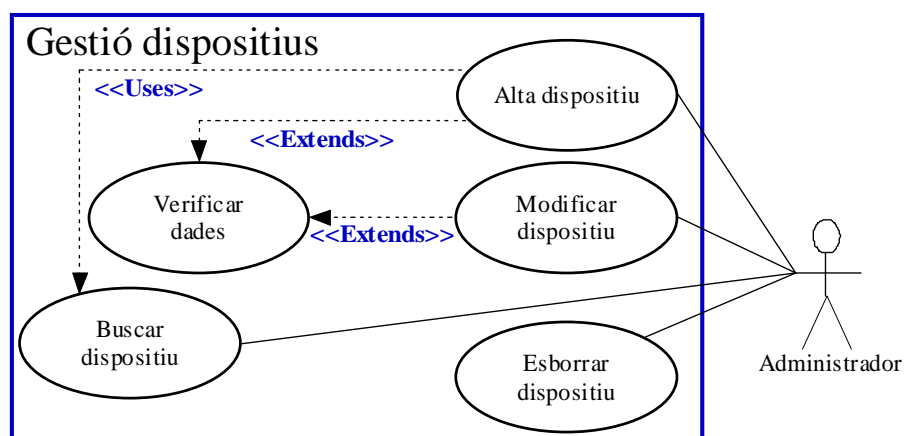 Gestió dispositius
<<Uses>>
Alta dispositiu
<<Extends>>
Verificar
dades
<<Extends>>
Modificar
dispositiu
Buscar
dispositiu
Esborrar
dispositiu
Administrador